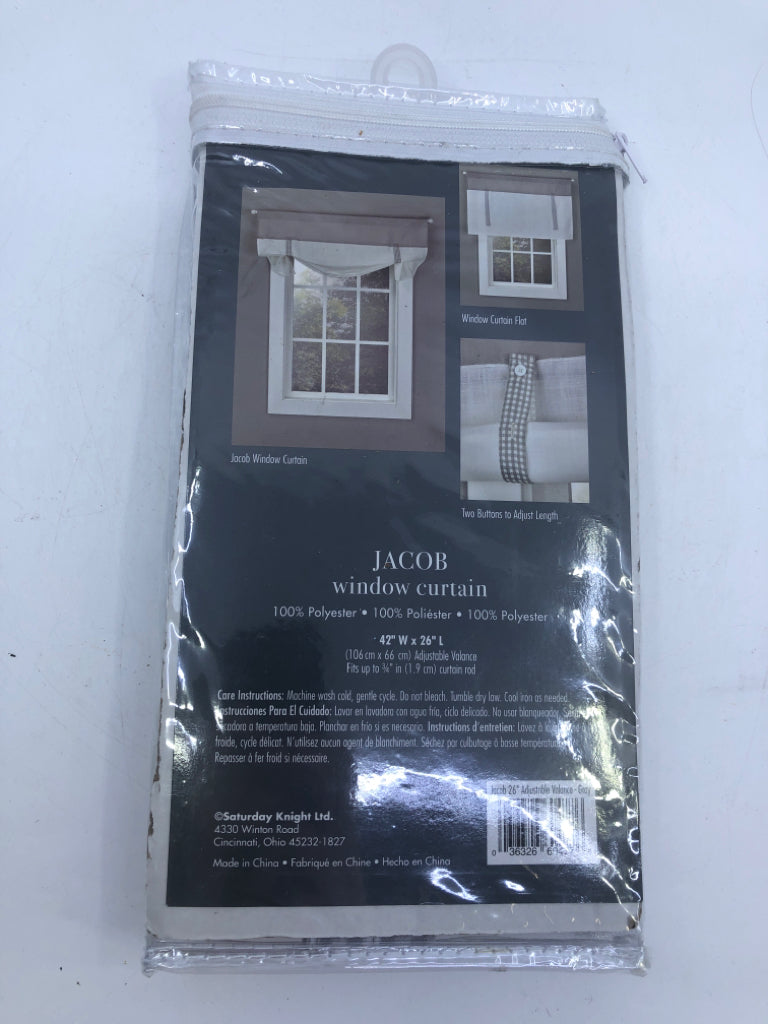 Window Curtain Flat
Jacob Window Curtain
Two Buttons to Adjust Length
JACOB
window curtain
100% Polyester • 100% Poliéster • 100% Polyester
42" W x 26" L
(106 cm x 66 cm) Adjustable Valance
Fits up to ¾" in (1.9 cm) curtain rod
Care Instructions: Machine wash cold, gentle cycle. Do not bleach. Tumble dry low. Cool iron as needed.
Instrucciones Para El Cuidado: Lavar en lavadora con agua fría, ciclo delicado. No usar blanqueador.
a temperatura baja. Planchar en frío si es necesario. Instructions d'entretien: Lavez à
froide, cycle délicat. N'utilisez aucun agent de blanchiment. Séchez par culbutage à basse température.
Repasser à fer froid si nécessaire.
Jacob 26" Adjustable Valance - Gray
©Saturday Knight Ltd.
4330 Winton Road
Cincinnati, Ohio 45232-1827
0 36326
Made in China • Fabriqué en Chine • Hecho en China